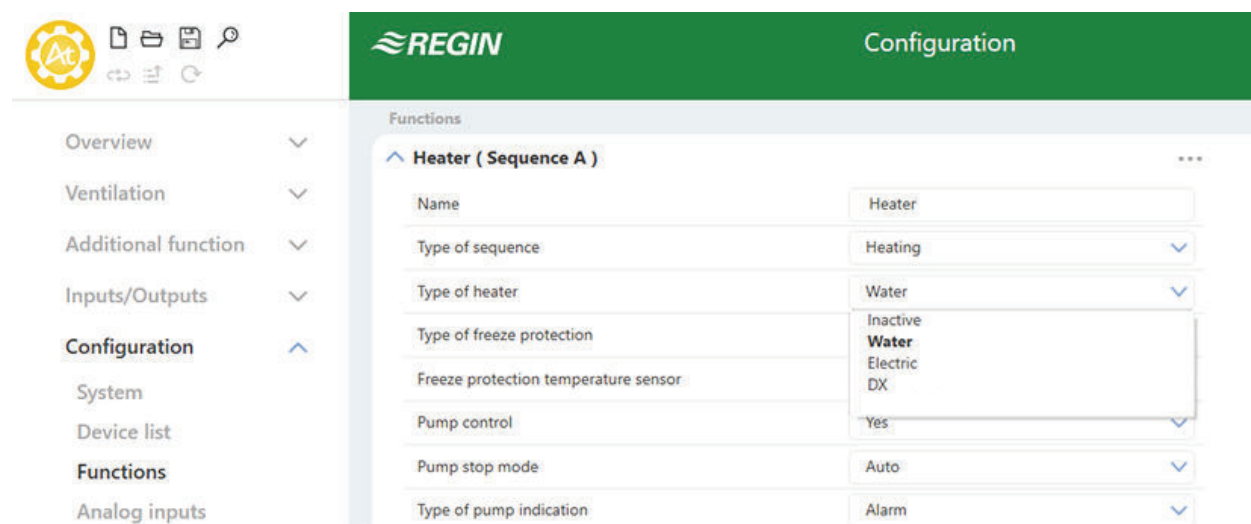 At
REGIN
Configuration
Overview
Ventilation
Additional function
Inputs/Outputs
Configuration
System
Device list
Functions
Analog inputs
Functions
Heater ( Sequence A )
Name Heater
Type of sequence Heating
Type of heater Water
Inactive
Water
Electric
DX
Type of freeze protection
Freeze protection temperature sensor
Pump control Yes
Pump stop mode Auto
Type of pump indication Alarm